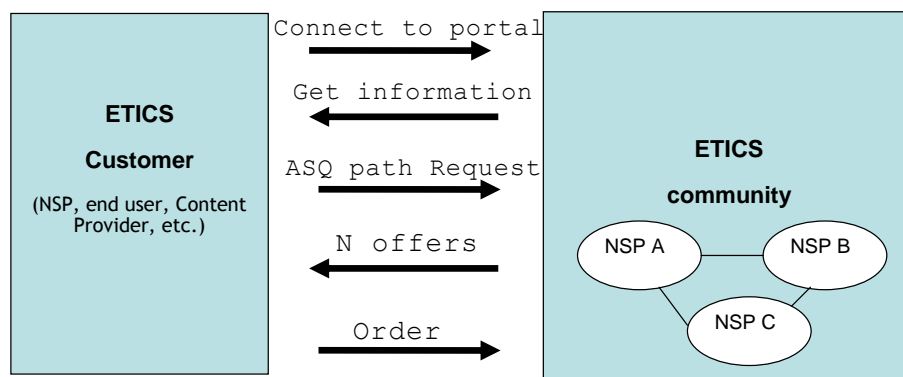 ETICS
Customer
(NSP, end user, Content
Provider, etc.)
Connect to portal
Get information
ASQ path Request
N offers
Order
ETICS
community
NSP A
NSP B
NSP C